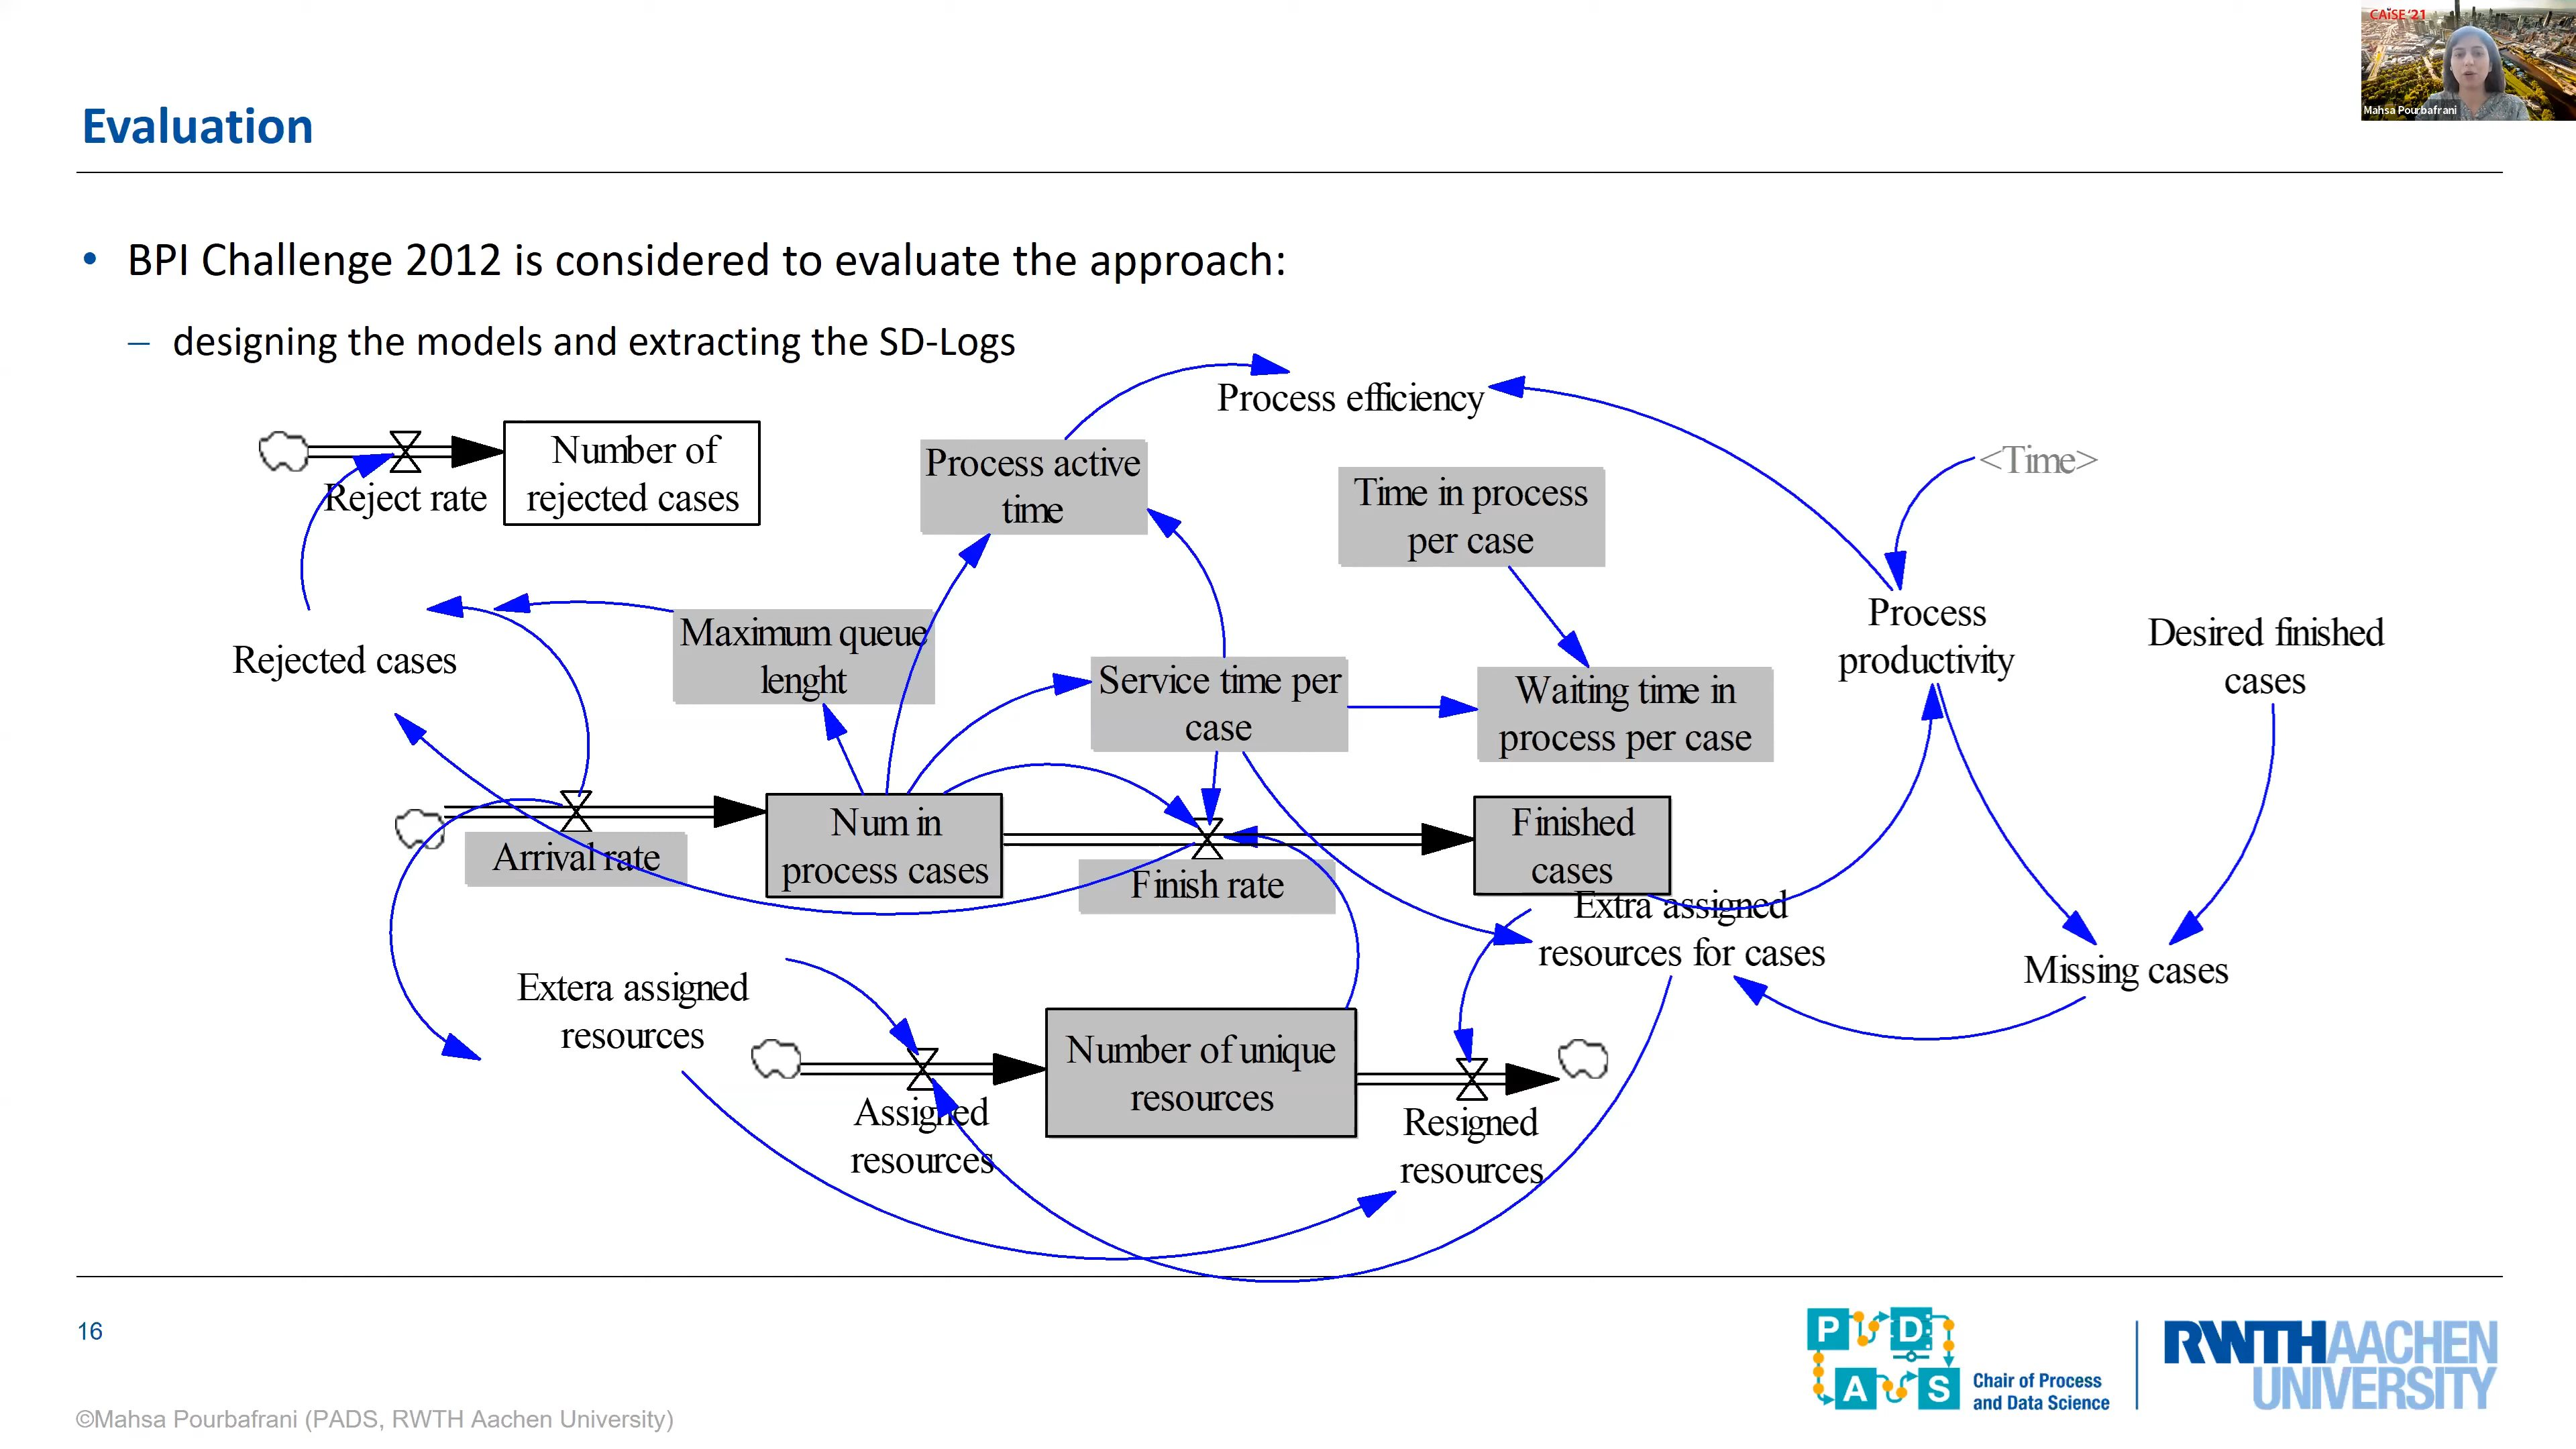 CAiSE '21
Mahsa Pourbafrani
Evaluation
• BPI Challenge 2012 is considered to evaluate the approach:
– designing the models and extracting the SD-Logs
Process efficiency
Number of
rejected cases
Reject rate
Process active
time
Time in process
per case
<Time>
Rejected cases
Maximum queue
lenght
Service time per
case
Waiting time in
process per case
Process
productivity
Desired finished
cases
Arrival rate
Num in
process cases
Finish rate
Finished
cases
Extra assigned
resources for cases
Missing cases
Extera assigned
resources
Assigned
resources
Number of unique
resources
Resigned
resources
16
©Mahsa Pourbafrani (PADS, RWTH Aachen University)
P D
A S
Chair of Process
and Data Science
RWTH AACHEN
UNIVERSITY